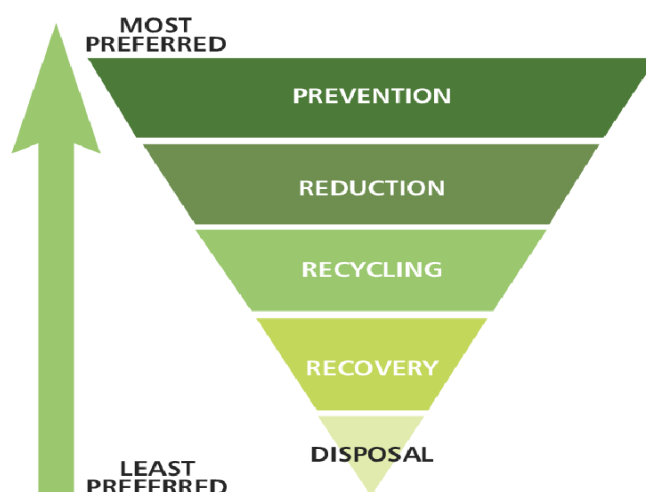 MOST
PREFERRED
PREVENTION
REDUCTION
RECYCLING
RECOVERY
DISPOSAL
LEAST
PREFERRED